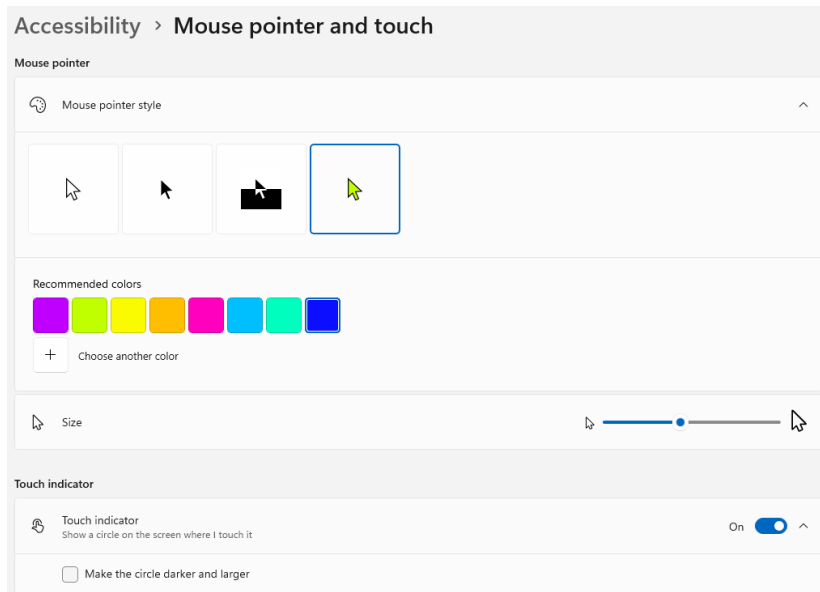 Accessibility > Mouse pointer and touch
Mouse pointer
Mouse pointer style
Recommended colors
Choose another color
Size
Touch indicator
Touch indicator
On
Show a circle on the screen where I touch it
Make the circle darker and larger